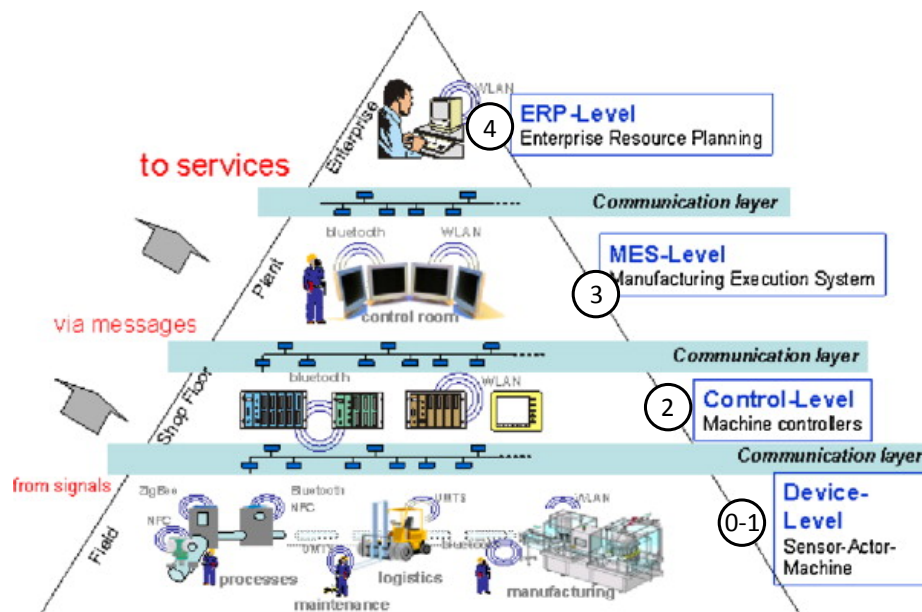 WLAN
4
ERP-Level
Enterprise Resource Planning
Enterprise
to services
Communication layer
bluetooth
WLAN
MES-Level
Manufacturing Execution System
3
Plant
control room
via messages
Communication layer
bluetooth
WLAN
Shop Floor
2
Control-Level
Machine controllers
Communication layer
from signals
ZigBee
Bluetooth
NFC
UMTS
WLAN
NFC
0-1
Device-
Level
Sensor-Actor-
Machine
Field
UMTS
bluetooth
processes
logistics
maintenance
manufacturing